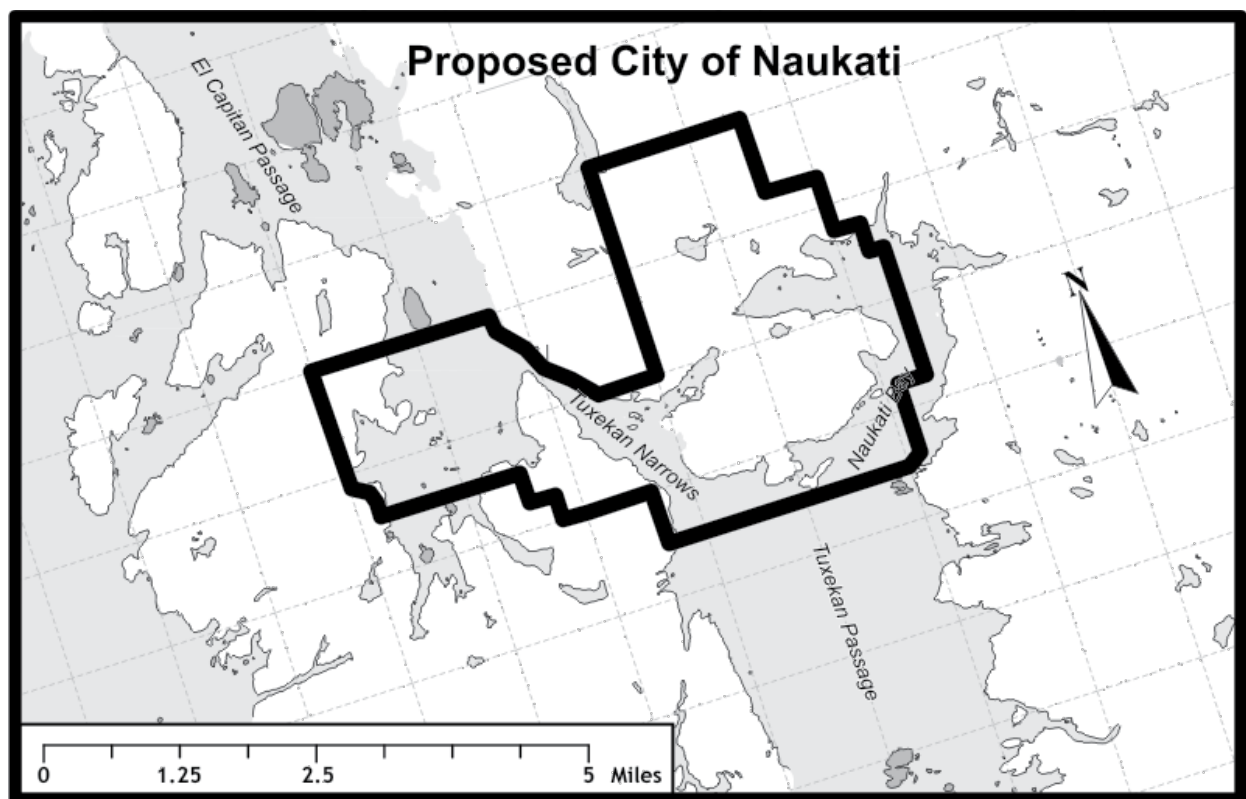 Proposed City of Naukati
El Capitan Passage
N
Tuxekan Narrows
Naukati Bay
Tuxekan Passage
0 1.25 2.5 5 Miles